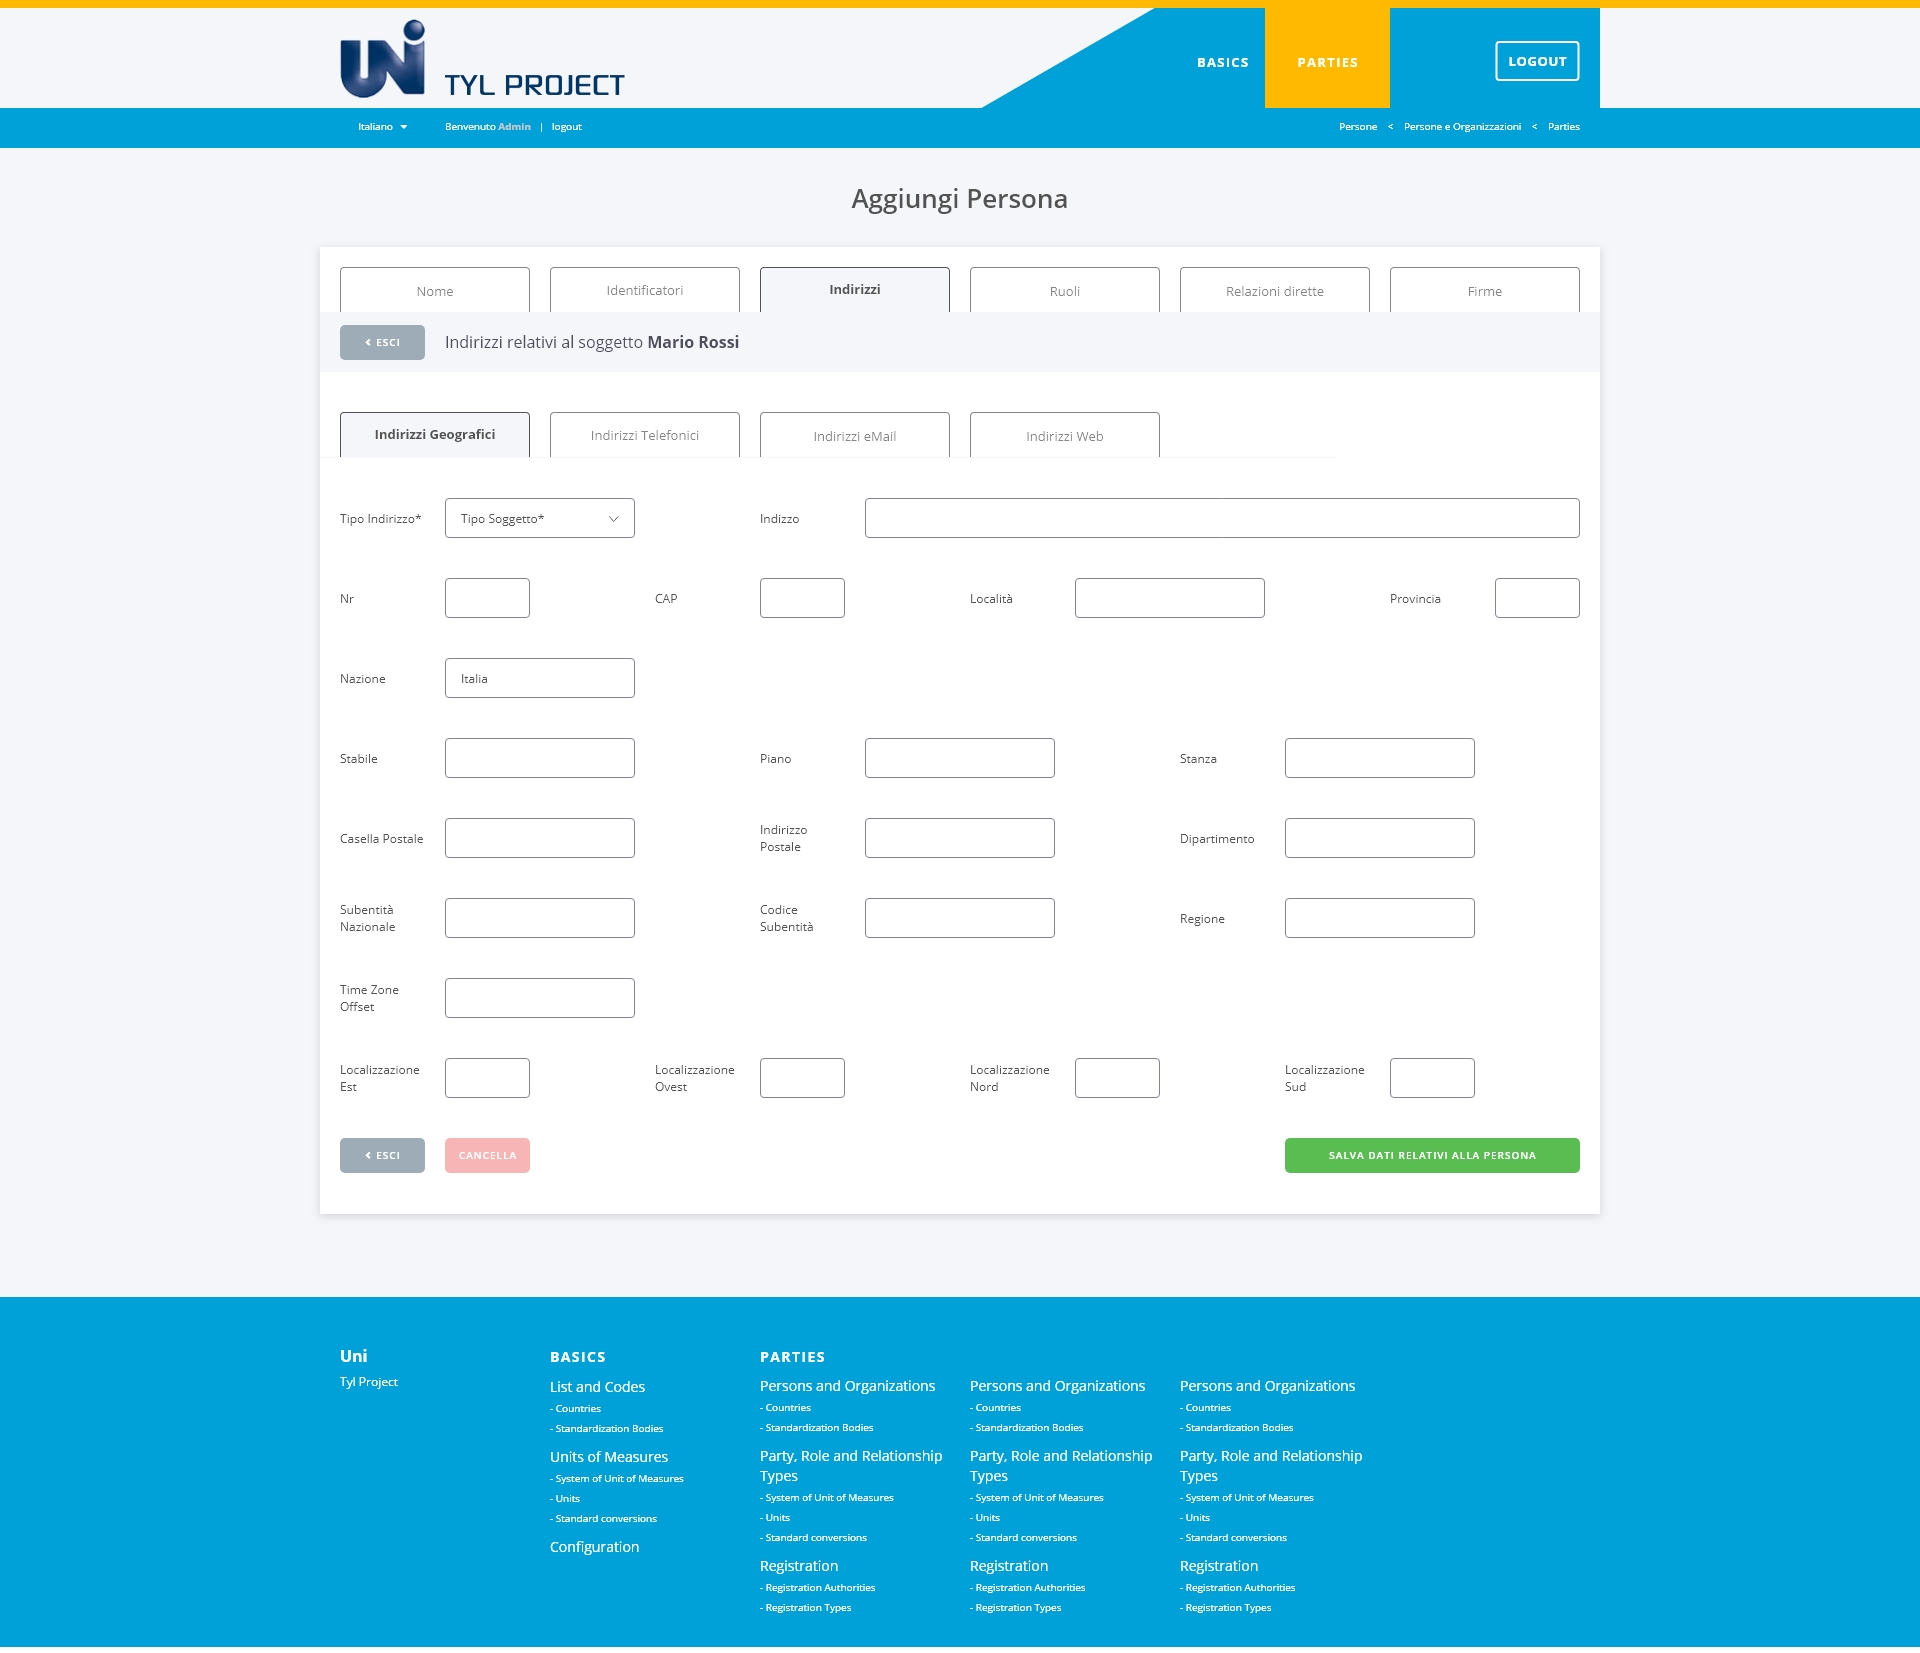 UNi TYL PROJECT
BASICS
PARTIES
LOGOUT
Italiano
Benvenuto Admin | logout
Persone < Persone e Organizzazioni < Parties
Aggiungi Persona
Nome
Identificatori
Indirizzi
Ruoli
Relazioni dirette
Firme
ESCI
Indirizzi relativi al soggetto Mario Rossi
Indirizzi Geografici
Indirizzi Telefonici
Indirizzi eMail
Indirizzi Web
Tipo Indirizzo*
Tipo Soggetto*
Indizzo
Nr
CAP
Località
Provincia
Nazione
Italia
Stabile
Piano
Stanza
Casella Postale
Indirizzo
Postale
Dipartimento
Subentità
Nazionale
Codice
Subentità
Regione
Time Zone
Offset
Localizzazione
Est
Localizzazione
Ovest
Localizzazione
Nord
Localizzazione
Sud
ESCI
CANCELLA
SALVA DATI RELATIVI ALLA PERSONA
Uni
Tyl Project
BASICS
List and Codes
- Countries
- Standardization Bodies
Units of Measures
- System of Unit of Measures
- Units
- Standard conversions
Configuration
PARTIES
Persons and Organizations
- Countries
- Standardization Bodies
Party, Role and Relationship
Types
- System of Unit of Measures
- Units
- Standard conversions
Registration
- Registration Authorities
- Registration Types
Persons and Organizations
- Countries
- Standardization Bodies
Party, Role and Relationship
Types
- System of Unit of Measures
- Units
- Standard conversions
Registration
- Registration Authorities
- Registration Types
Persons and Organizations
- Countries
- Standardization Bodies
Party, Role and Relationship
Types
- System of Unit of Measures
- Units
- Standard conversions
Registration
- Registration Authorities
- Registration Types